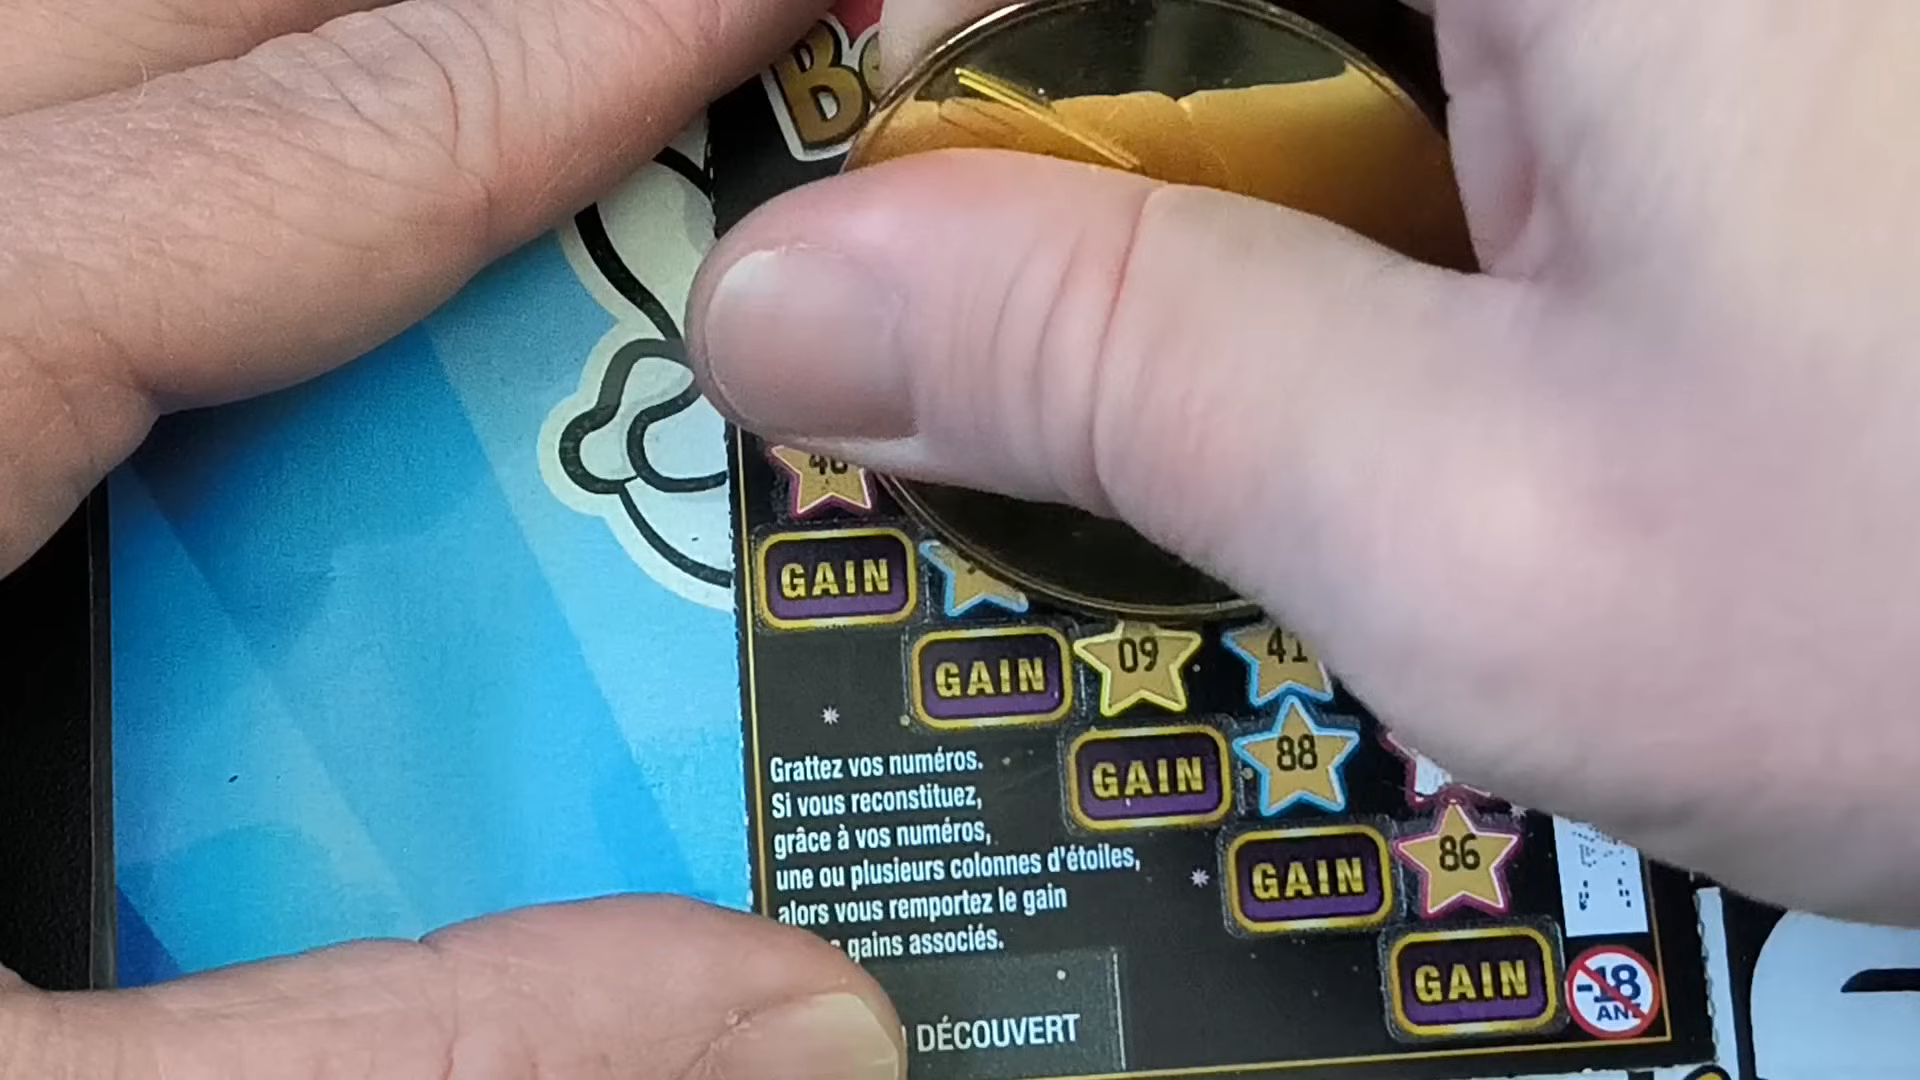 GAIN
09
41
GAIN
88
Grattez vos numéros.
Si vous reconstituez,
grâce à vos numéros,
une ou plusieurs colonnes d'étoiles,
alors vous remportez le gain
gains associés.
GAIN
86
GAIN
GAIN
-18
ANS
DÉCOUVERT